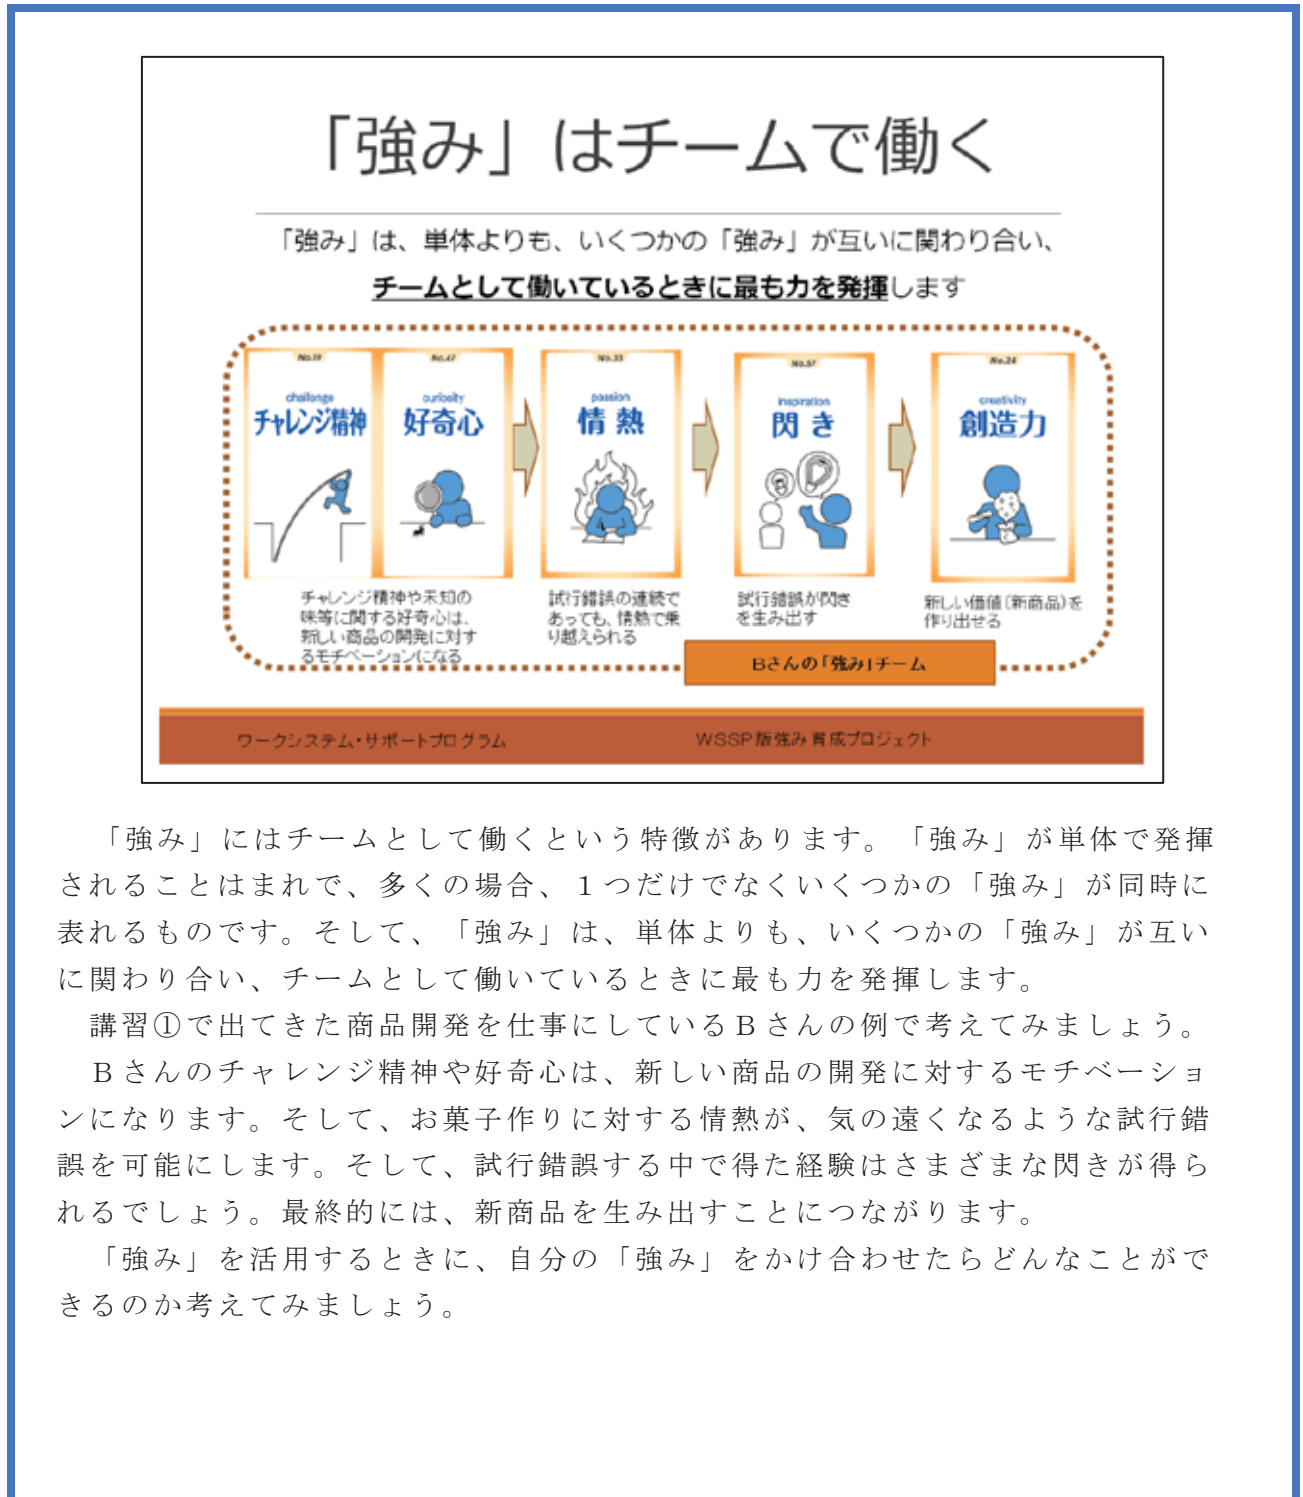 「強み」はチームで働く
「強み」は、単体よりも、いくつかの「強み」が互いに関わり合い、
チームとして働いているときに最も力を発揮します
No.19
challenge
チャレンジ精神
No.47
curiosity
好奇心
No.33
passion
情熱
No.57
inspiration
閃き
No.24
creativity
創造力
チャレンジ精神や未知の
味等に関する好奇心は、
新しい商品の開発に対す
るモチベーションになる
試行錯誤の連続で
あっても、情熱で乗
り越えられる
試行錯誤が閃き
を生み出す
新しい価値（新商品）を
作り出せる
Bさんの「強み」チーム
ワークシステム・サポートプログラム
WSSP版強み育成プロジェクト
「強み」にはチームとして働くという特徴があります。「強み」が単体で発揮
されることはまれで、多くの場合、１つだけでなくいくつかの「強み」が同時に
表れるものです。そして、「強み」は、単体よりも、いくつかの「強み」が互い
に関わり合い、チームとして働いているときに最も力を発揮します。
講習①で出てきた商品開発を仕事にしているＢさんの例で考えてみましょう。
Ｂさんのチャレンジ精神や好奇心は、新しい商品の開発に対するモチベーショ
ンになります。そして、お菓子作りに対する情熱が、気の遠くなるような試行錯
誤を可能にします。そして、試行錯誤する中で得た経験はさまざまな閃きが得ら
れるでしょう。最終的には、新商品を生み出すことにつながります。
「強み」を活用するときに、自分の「強み」をかけ合わせたらどんなことがで
きるのか考えてみましょう。